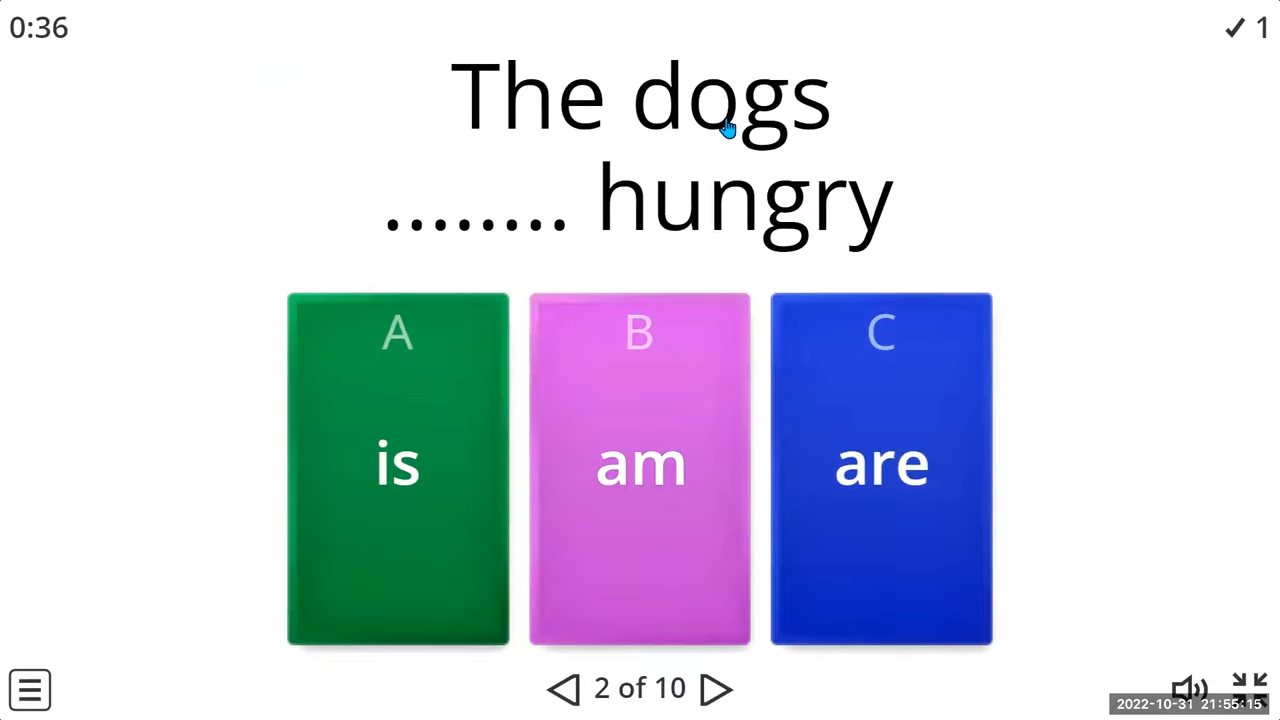 0:36
✓ 1
The dogs
........ hungry
A
B
C
is
am
are
2 of 10
2022-10-31 21:55:15